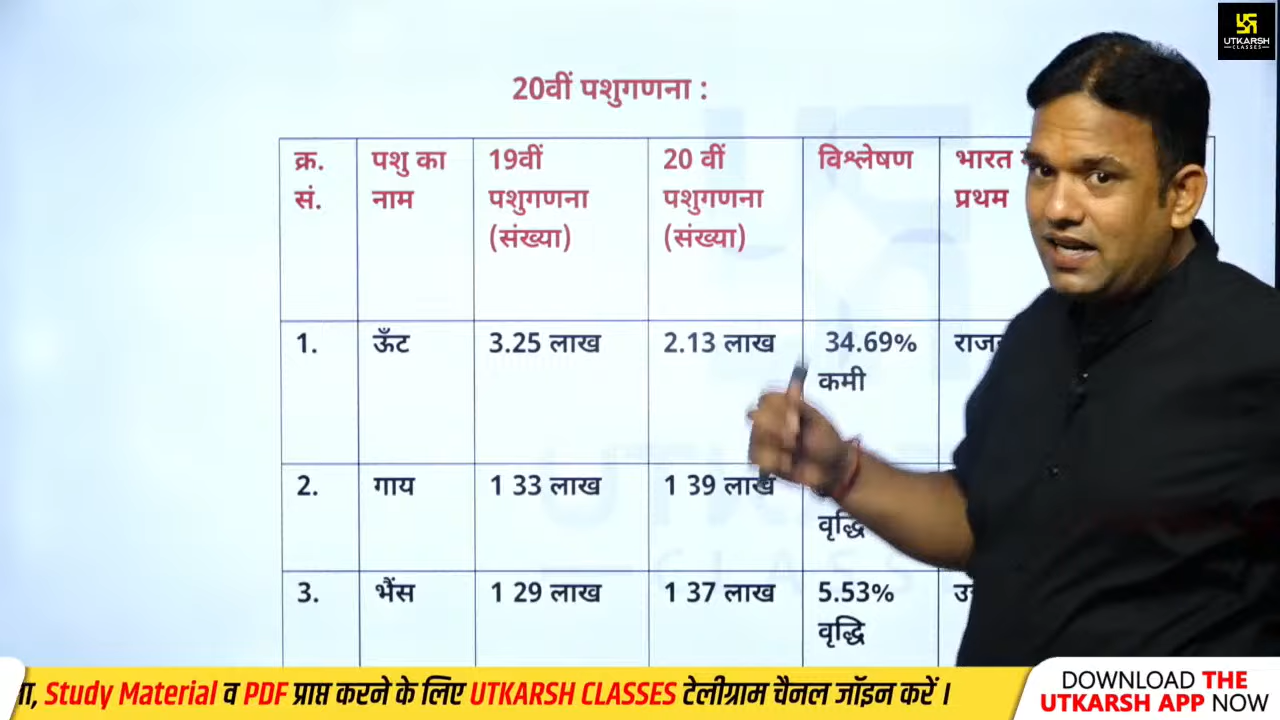 UTKARSH
CLASSES
20वीं पशुगणना :
क्र. सं.
पशु का नाम
19वीं पशुगणना (संख्या)
20 वीं पशुगणना (संख्या)
विश्लेषण
भारत
प्रथम
1.
ऊँट
3.25 लाख
2.13 लाख
34.69%
कमी
2.
गाय
1 33 लाख
1 39 लाख
वृद्धि
3.
भैंस
1 29 लाख
1 37 लाख
5.53%
वृद्धि
Study Material व PDF प्राप्त करने के लिए UTKARSH CLASSES टेलीग्राम चैनल जॉइन करें ।
DOWNLOAD THE
UTKARSH APP NOW